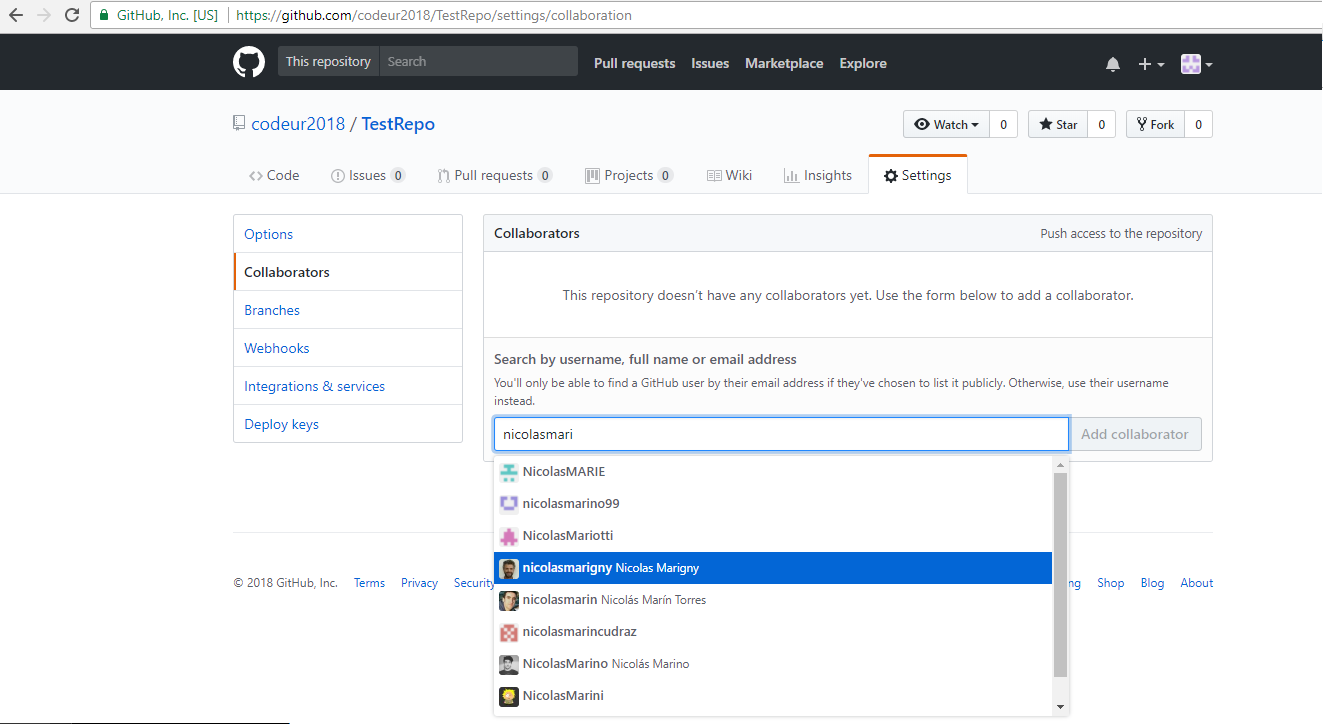 GitHub, Inc. [US] https://github.com/codeur2018/TestRepo/settings/collaboration
This repository Search Pull requests Issues Marketplace Explore
codeur2018 / TestRepo Watch 0 Star 0 Fork 0
Code Issues 0 Pull requests 0 Projects 0 Wiki Insights Settings
Options
Collaborators
Branches
Webhooks
Integrations & services
Deploy keys
Collaborators Push access to the repository
This repository doesn't have any collaborators yet. Use the form below to add a collaborator.
Search by username, full name or email address
You'll only be able to find a GitHub user by their email address if they've chosen to list it publicly. Otherwise, use their username
instead.
nicolasmari Add collaborator
NicolasMARIE
nicolasmarino99
NicolasMariotti
nicolasmarigny Nicolas Marigny
nicolasmarin Nicolás Marín Torres
nicolasmarincudraz
NicolasMarino Nicolás Marino
NicolasMarini
© 2018 GitHub, Inc. Terms Privacy Security ng Shop Blog About